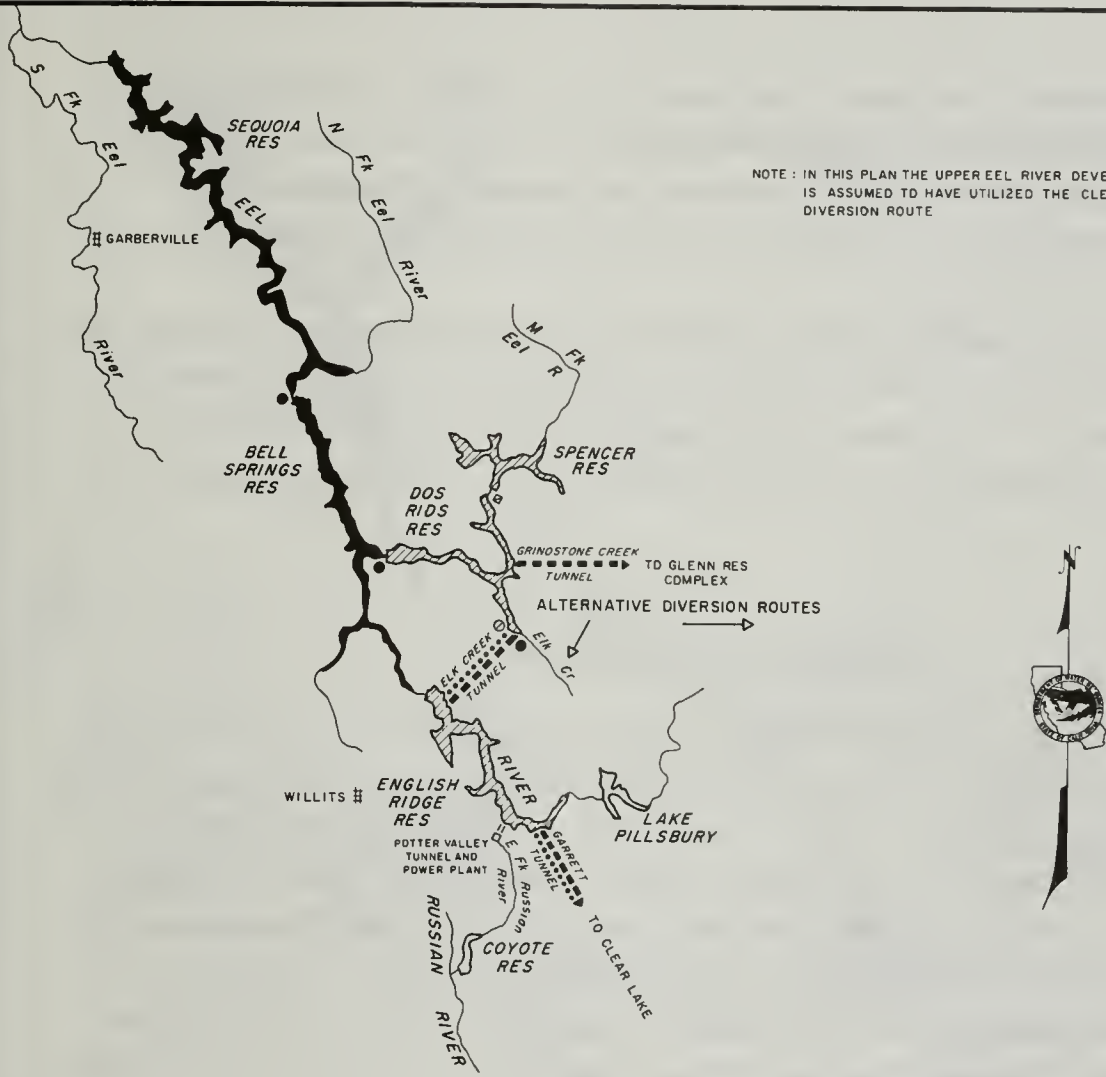 S Fk Eel River
SEQUOIA
RES
N Fk Eel River
EEL
NOTE : IN THIS PLAN THE UPPER EEL RIVER DEVE
IS ASSUMED TD HAVE UTILIZED THE CLE
DIVERSION ROUTE
GARBERVILLE
M Fk
Eel R
BELL
SPRINGS
RES
SPENCER
RES
DOS
RIDS
RES
GRINOSTONE CREEK
TUNNEL
TO GLENN RES
COMPLEX
ALTERNATIVE DIVERSION ROUTES
N
ELK CREEK
TUNNEL
Elk Cr
RIVER
WILLITS
ENGLISH
RIDGE
RES
LAKE
PILLSBURY
POTTER VALLEY
TUNNEL AND
POWER PLANT
E Fk Russian
River
GARRETT
TUNNEL
TO CLEAR LAKE
RUSSIAN
RIVER
COYOTE
RES